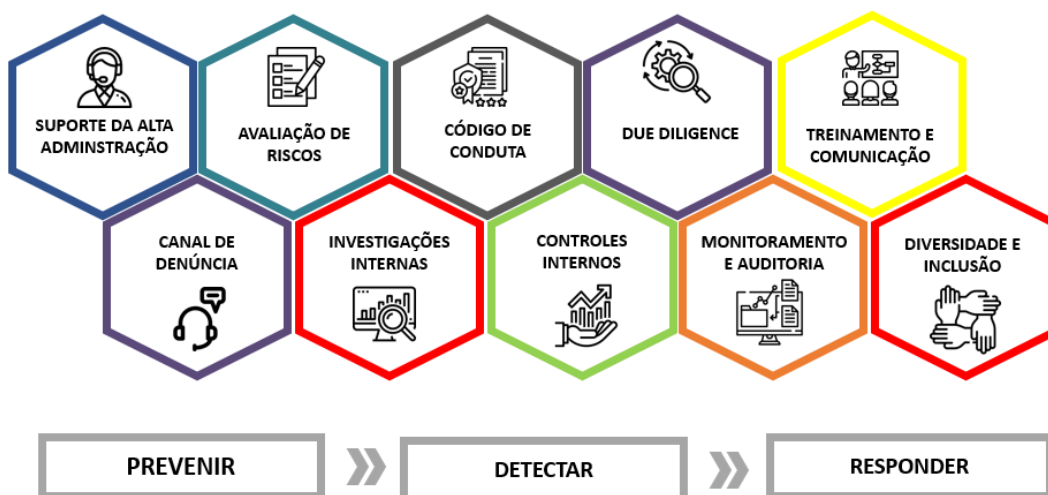 SUPORTE DA ALTA
ADMINSTRAÇÃO
AVALIAÇÃO DE
RISCOS
CÓDIGO DE
CONDUTA
DUE DILIGENCE
TREINAMENTO E
COMUNICAÇÃO
CANAL DE
DENÚNCIA
INVESTIGAÇÕES
INTERNAS
CONTROLES
INTERNOS
MONITORAMENTO
E AUDITORIA
DIVERSIDADE E
INCLUSÃO
PREVENIR
DETECTAR
RESPONDER